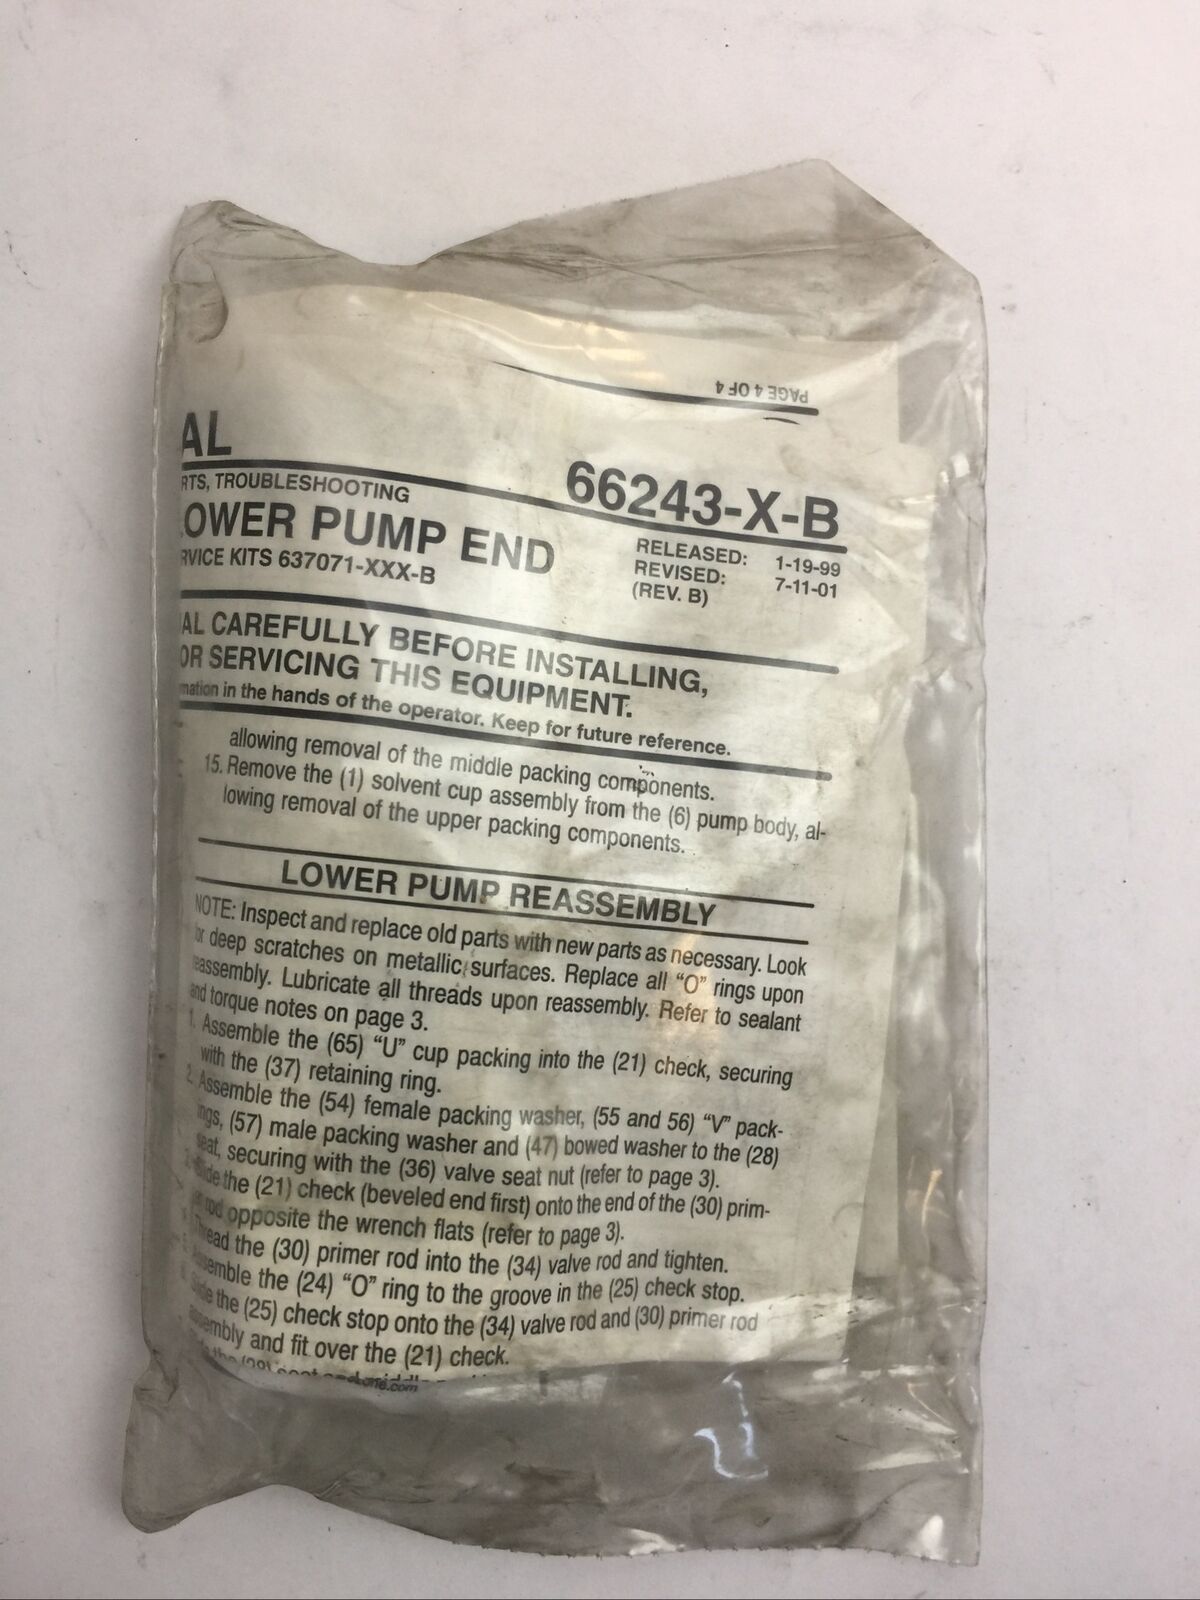 PAGE 4 OF 4
AL
66243-X-B
RTS, TROUBLESHOOTING
OWER PUMP END
RVICE KITS 637071-XXX-B
RELEASED: 1-19-99
REVISED: 7-11-01
(REV. B)
AL CAREFULLY BEFORE INSTALLING,
OR SERVICING THIS EQUIPMENT.
mation in the hands of the operator. Keep for future reference.
allowing removal of the middle packing components.
15. Remove the (1) solvent cup assembly from the (6) pump body, al-
lowing removal of the upper packing components.
LOWER PUMP REASSEMBLY
NOTE: Inspect and replace old parts with new parts as necessary. Look
or deep scratches on metallic surfaces. Replace all "O" rings upon
eassembly. Lubricate all threads upon reassembly. Refer to sealant
and torque notes on page 3.
1. Assemble the (65) "U" cup packing into the (21) check, securing
with the (37) retaining ring.
2. Assemble the (54) female packing washer, (55 and 56) "V" pack-
ngs, (57) male packing washer and (47) bowed washer to the (28)
seat, securing with the (36) valve seat nut (refer to page 3).
the (21) check (beveled end first) onto the end of the (30) prim-
rod opposite the wrench flats (refer to page 3).
Thread the (30) primer rod into the (34) valve rod and tighten.
semble the (24) "O" ring to the groove in the (25) check stop.
the (25) check stop onto the (34) valve rod and (30) primer rod
assembly and fit over the (21) check.
the (28) seat and middle
.com